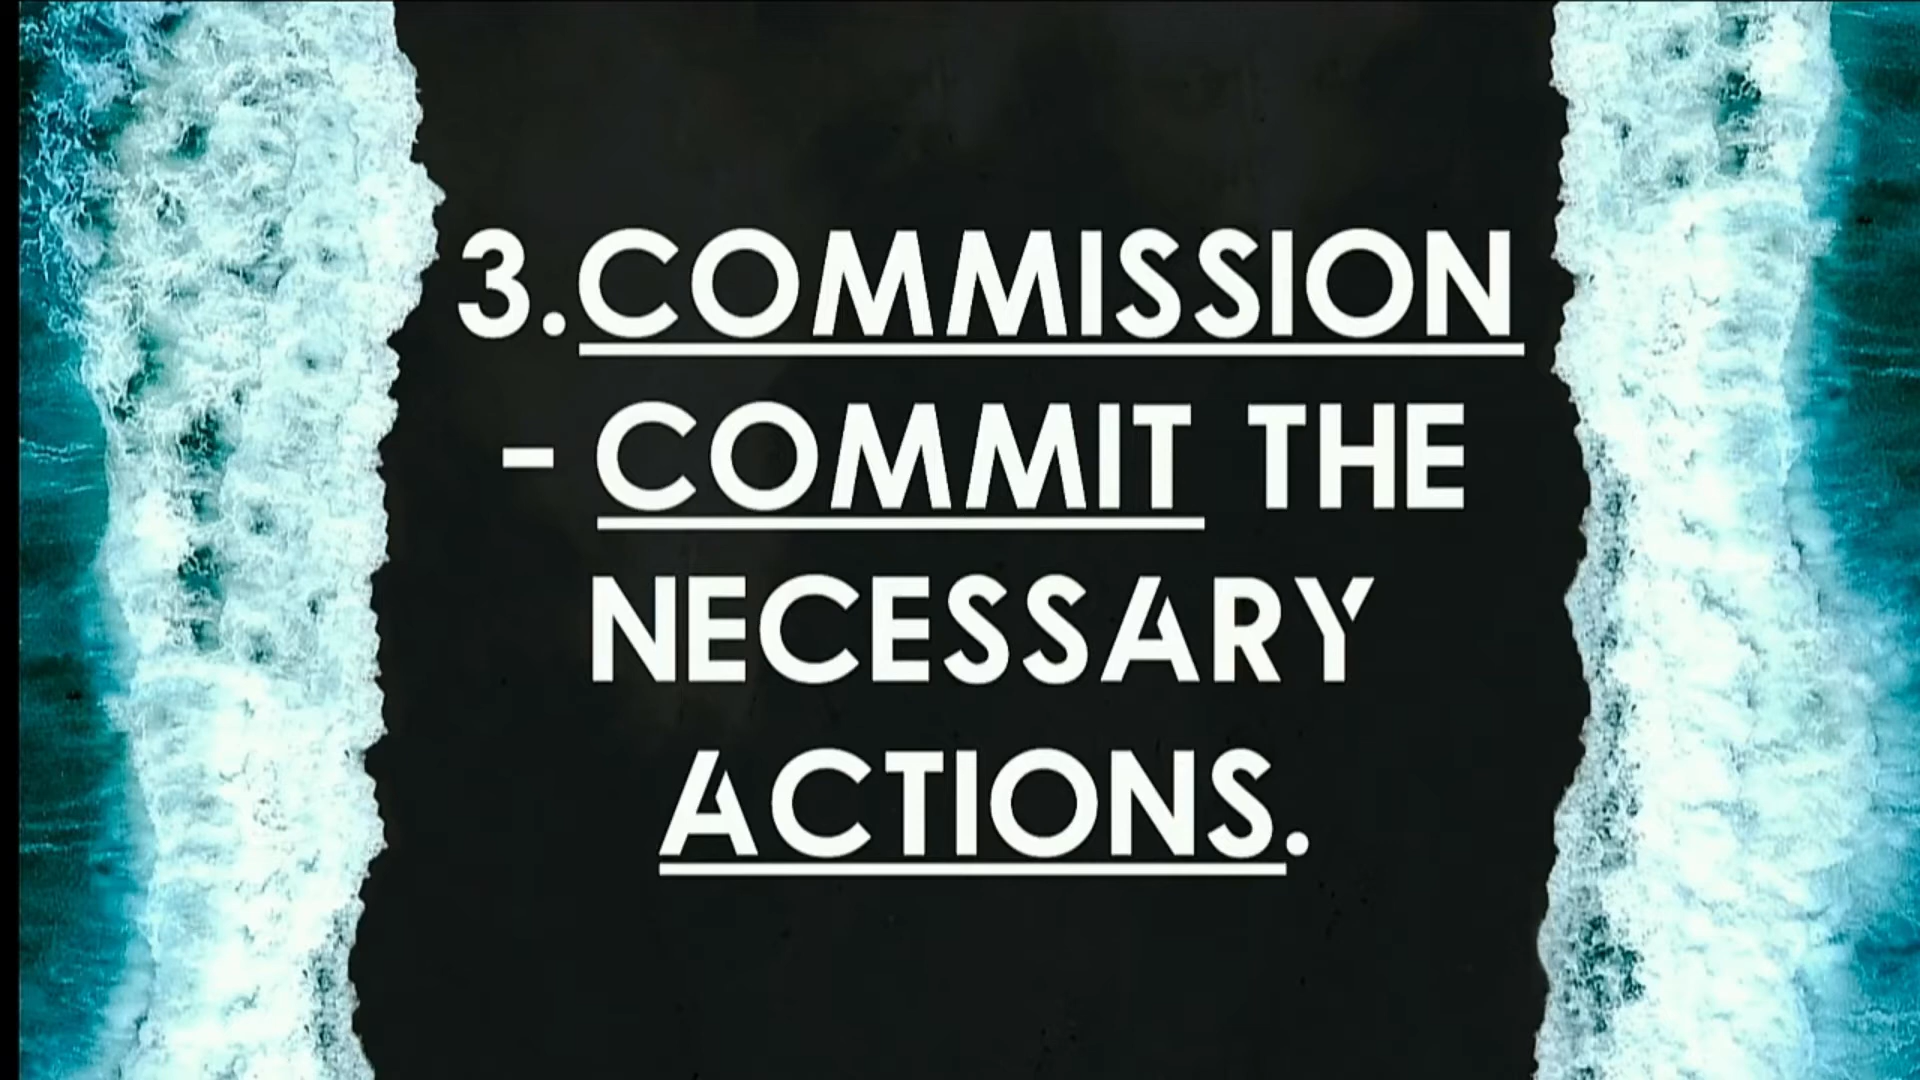 3.COMMISSION
- COMMIT THE
NECESSARY
ACTIONS.